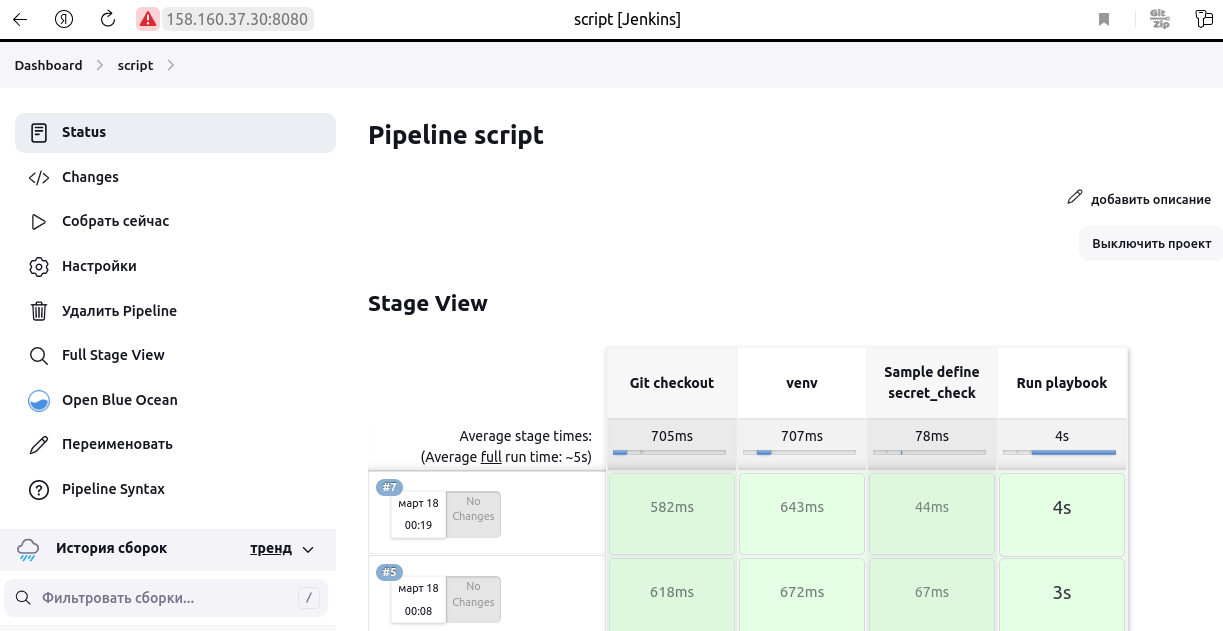 158.160.37.30:8080
script [Jenkins]
Git
Zip
Dashboard
script
Status
Changes
Собрать сейчас
Настройки
Удалить Pipeline
Full Stage View
Open Blue Ocean
Переименовать
Pipeline Syntax
История сборок
тренд
Фильтровать сборки...
/
Pipeline script
добавить описание
Выключить проект
Stage View
Git checkout
venv
Sample define
secret_check
Run playbook
Average stage times:
(Average full run time: ~5s)
705ms
707ms
78ms
4s
#7
март 18
00:19
No
Changes
582ms
643ms
44ms
4s
#5
март 18
00:08
No
Changes
618ms
672ms
67ms
3s